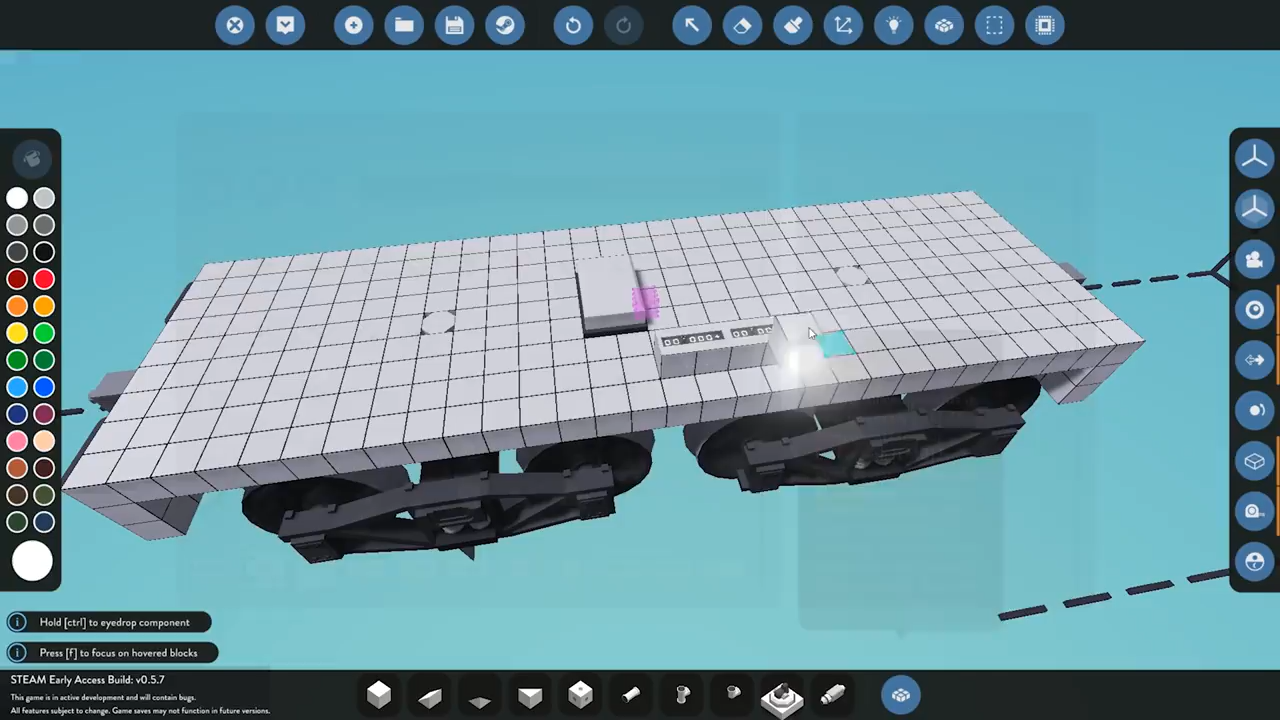 Hold [ctrl] to eyedrop component
Press [f] to focus on hovered blocks
STEAM Early Access Build: v0.5.7
This game is in active development and will contain bugs.
All features subject to change. Game saves may not function in future versions.